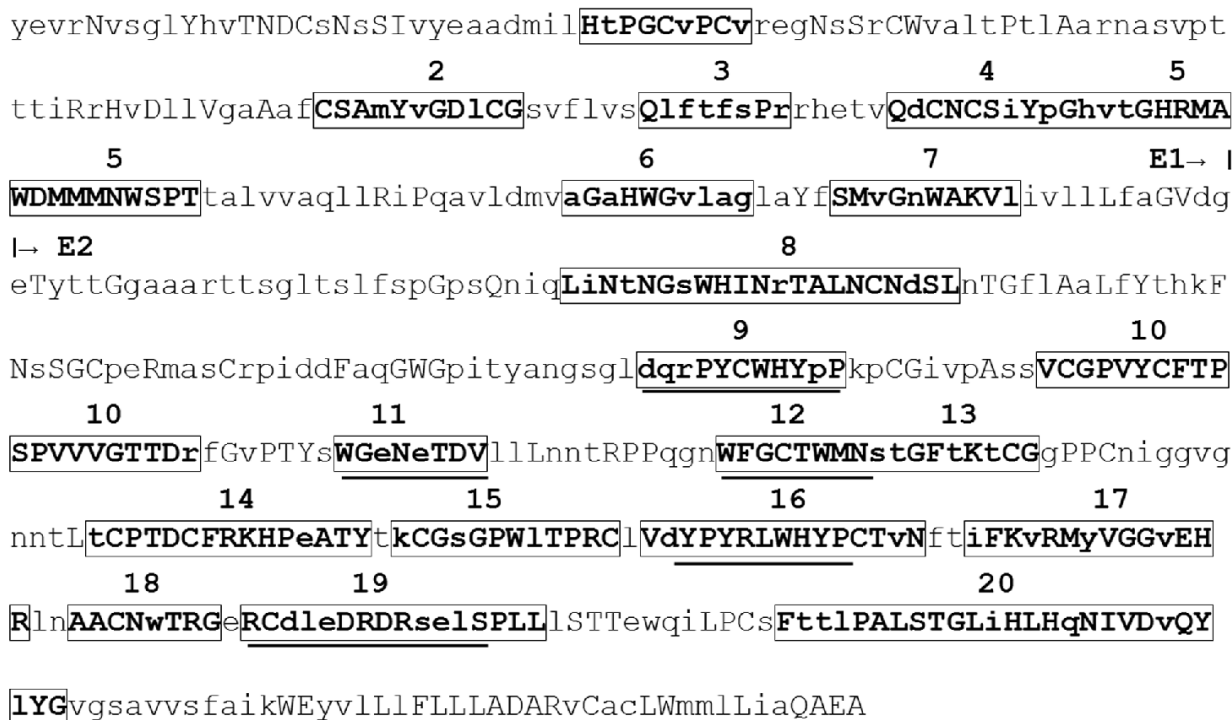 yevrNvsglYhvTNDCsNsSIvyeaadmilHtPGCvPCvregNsSrCWvaltPtlAarnasvpt
2 3 4 5
ttiRrHvDllVgaAafCSAmYvGDlCGsvflvsQlftfsPrrhetvQdCNCSiYpGhvtGHRMA
5 6 7 E1→ |
WDMMMNWSPTtalvvaqllRiPqavldmvaGaHWGvlaglaYfSMvGnWAKVlivllLfaGVdg
|→ E2 8
eTyttGgaaarttsgltslfspGpsQniqLiNtNGsWHINrTALNCNdSLnTGflAaLfYthkF
9 10
NsSGCpeRmasCrpiddFaqGWGpityangsgldqrPYCWHYpPkpCGivpAssVCGPVYCFTP
10 11 12 13
SPVVVGTTDrfGvPTYsWGeNeTDVllLnntRPPqgnWFGCTWMNstGFtKtCGgPPCniggvg
14 15 16 17
nntLtCPTDCFRKHPeATYtkCGsGPWlTPRClVdYPYRLWHYPCTvNftiFKvRMyVGGvEH
18 19 20
RlnAACNwTRGeRCdleDRDRselSPLLlSTTewqiLPCsFttlPALSTGLiHLHqNIVDvQY
lYGvgsavvsfaikWEyvlLlFLLLADARvCacLWmmlLiaQAEA